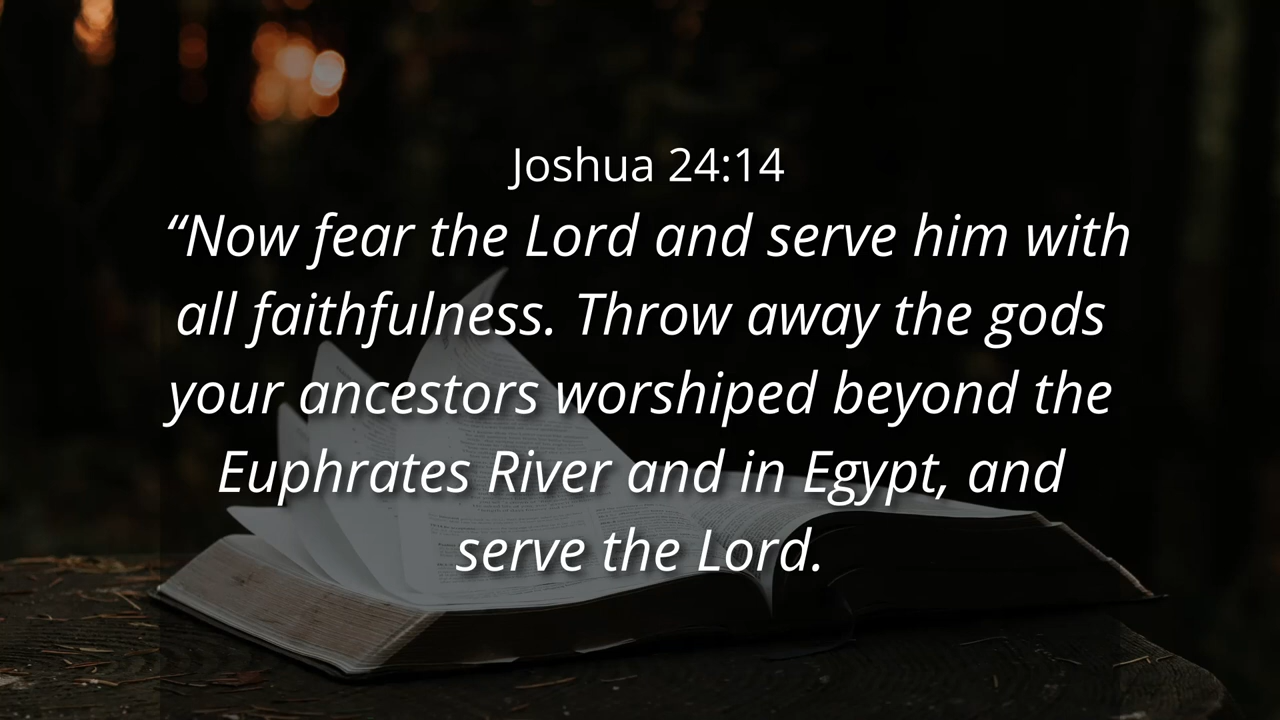 Joshua 24:14
“Now fear the Lord and serve him with
all faithfulness. Throw away the gods
your ancestors worshiped beyond the
Euphrates River and in Egypt, and
serve the Lord.